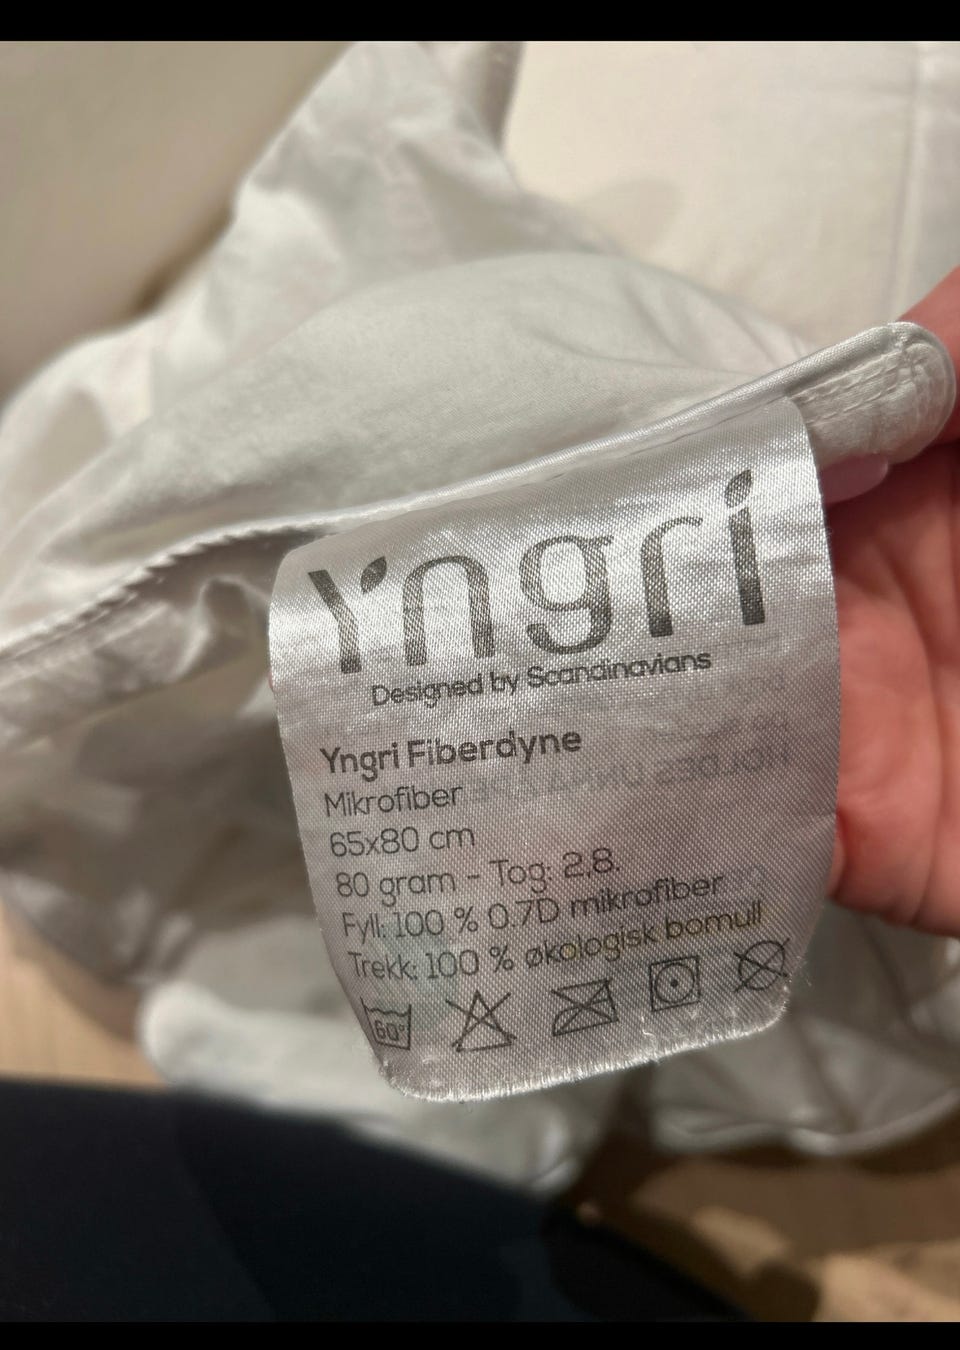 Yngri
Designed by Scandinavians
Yngri Fiberdyne
Mikrofiber
65x80 cm
80 gram - Tog: 2.8.
Fyll: 100 % 0.7D mikrofiber
Trekk: 100 % økologisk bomull
60°